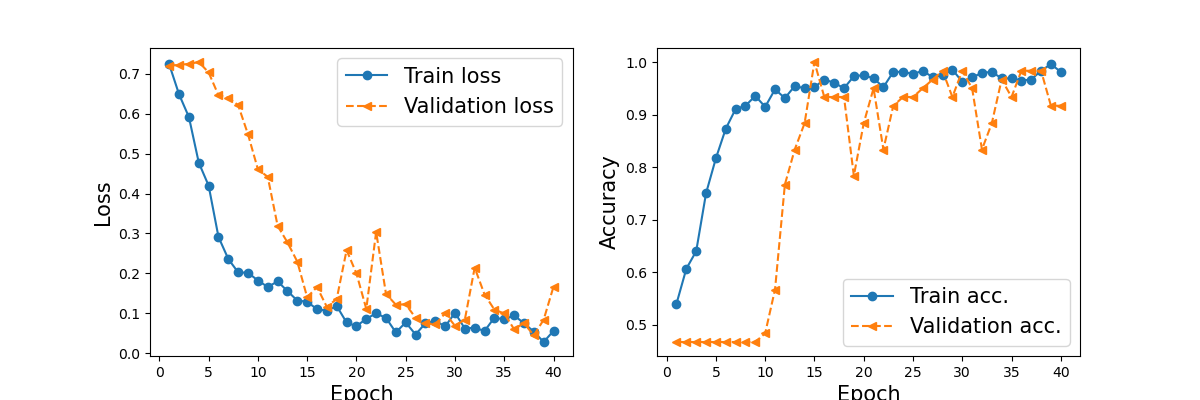 0.7
0.6
0.5
0.4
0.3
0.2
0.1
0.0
Loss
Train loss
Validation loss
0 5 10 15 20 25 30 35 40
Epoch
1.0
0.9
0.8
0.7
0.6
0.5
Accuracy
Train acc.
Validation acc.
0 5 10 15 20 25 30 35 40
Epoch